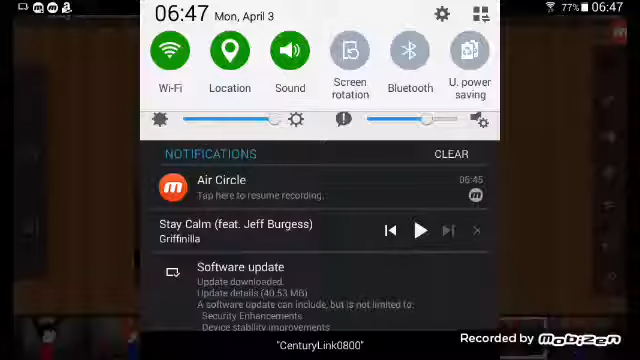 77% 06:47
06:47 Mon, April 3
Wi-Fi
Location
Sound
Screen
rotation
Bluetooth
U. power
saving
NOTIFICATIONS
CLEAR
Air Circle
06:45
Tap here to resume recording.
Stay Calm (feat. Jeff Burgess)
Griffinilla
Software update
Update downloaded.
Update details (40.53 MB)
A software update can include, but is not limited to:
Security Enhancements
Device stability improvements
"CenturyLink0800"
Recorded by Mobizen